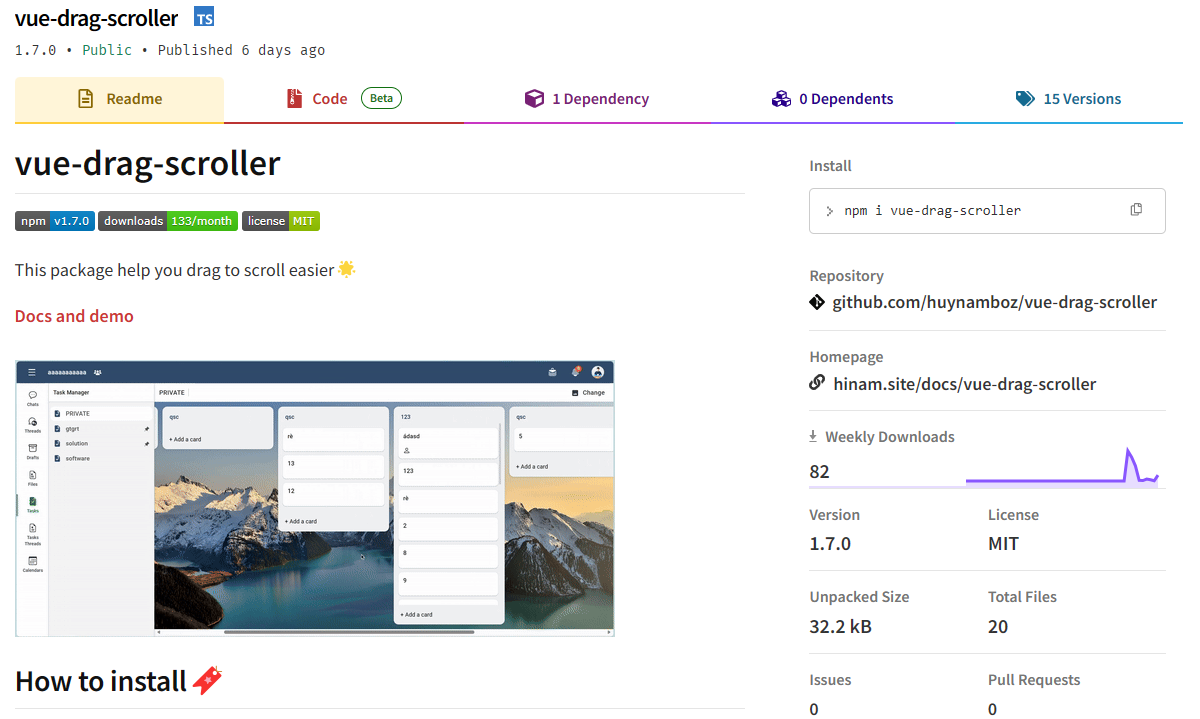 vue-drag-scroller TS
1.7.0 • Public • Published 6 days ago
Readme
Code Beta
1 Dependency
0 Dependents
15 Versions
vue-drag-scroller
npm v1.7.0 downloads 133/month license MIT
This package help you drag to scroll easier
Docs and demo
aaaaaaaaaaa
Task Manager
PRIVATE
Change
Chats
Threads
Drafts
Files
Tasks
Tasks
Threads
Calendars
PRIVATE
gtgrt
solution
software
qsc
+ Add a card
qsc
rè
13
12
+ Add a card
123
ádasd
123
rè
2
8
9
+ Add a card
qsc
5
+ Add a card
How to install
Install
> npm i vue-drag-scroller
Repository
github.com/huynamboz/vue-drag-scroller
Homepage
hinam.site/docs/vue-drag-scroller
Weekly Downloads
82
Version License
1.7.0 MIT
Unpacked Size Total Files
32.2 kB 20
Issues Pull Requests
0 0